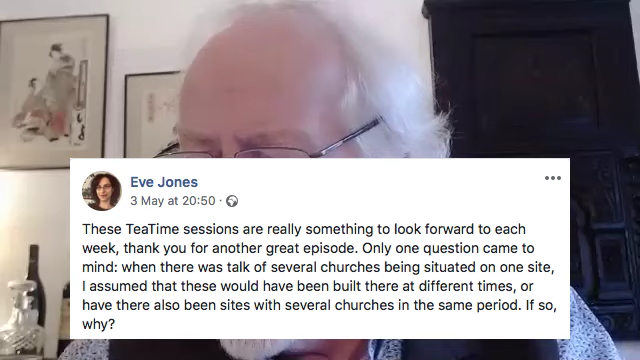 Eve Jones
3 May at 20:50 ·
These TeaTime sessions are really something to look forward to each
week, thank you for another great episode. Only one question came to
mind: when there was talk of several churches being situated on one site,
I assumed that these would have been built there at different times, or
have there also been sites with several churches in the same period. If so,
why?